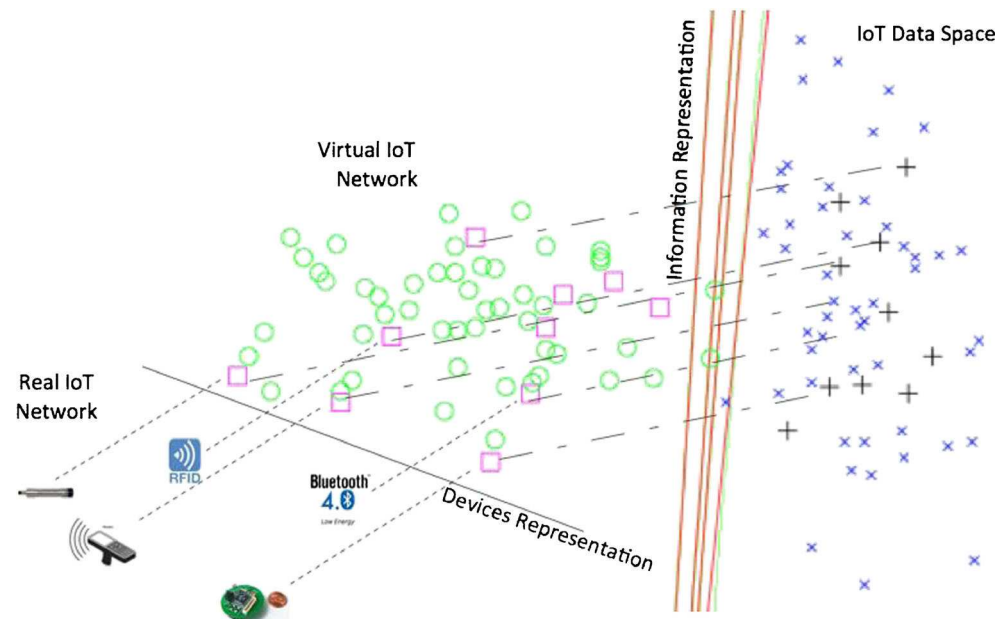 IoT Data Space
Information Representation
Virtual IoT
Network
Real IoT
Network
RFID
Bluetooth
4.0
Low Energy
Devices Representation